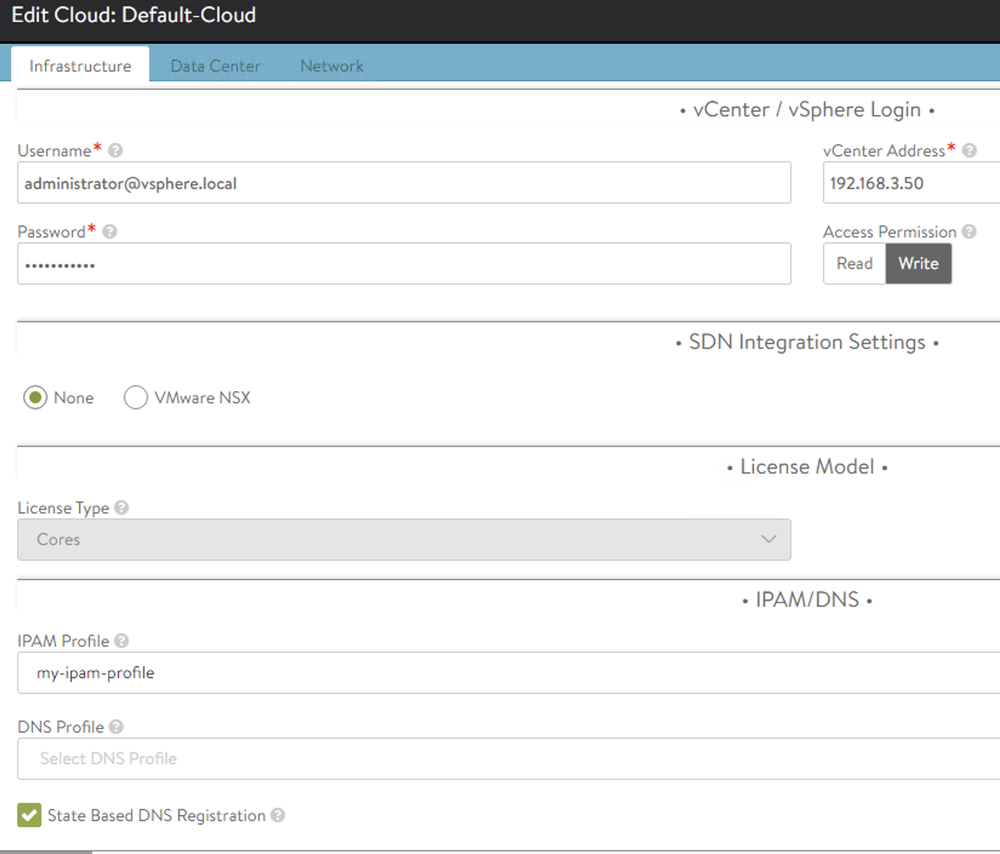 Edit Cloud: Default-Cloud
Infrastructure Data Center Network
• vCenter / vSphere Login •
Username* ? vCenter Address* ?
administrator@vsphere.local 192.168.3.50
Password* ? Access Permission ?
••••••••••• Read Write
• SDN Integration Settings •
None VMware NSX
• License Model •
License Type ?
Cores
• IPAM/DNS •
IPAM Profile ?
my-ipam-profile
DNS Profile ?
Select DNS Profile
State Based DNS Registration ?